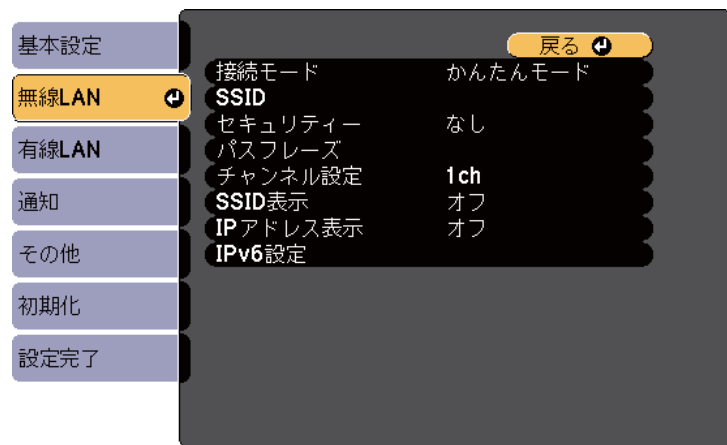 基本設定
無線LAN
有線LAN
通知
その他
初期化
設定完了
戻る
接続モード かんたんモード
SSID
セキュリティー なし
パスフレーズ
チャンネル設定 1ch
SSID表示 オフ
IPアドレス表示 オフ
IPv6設定